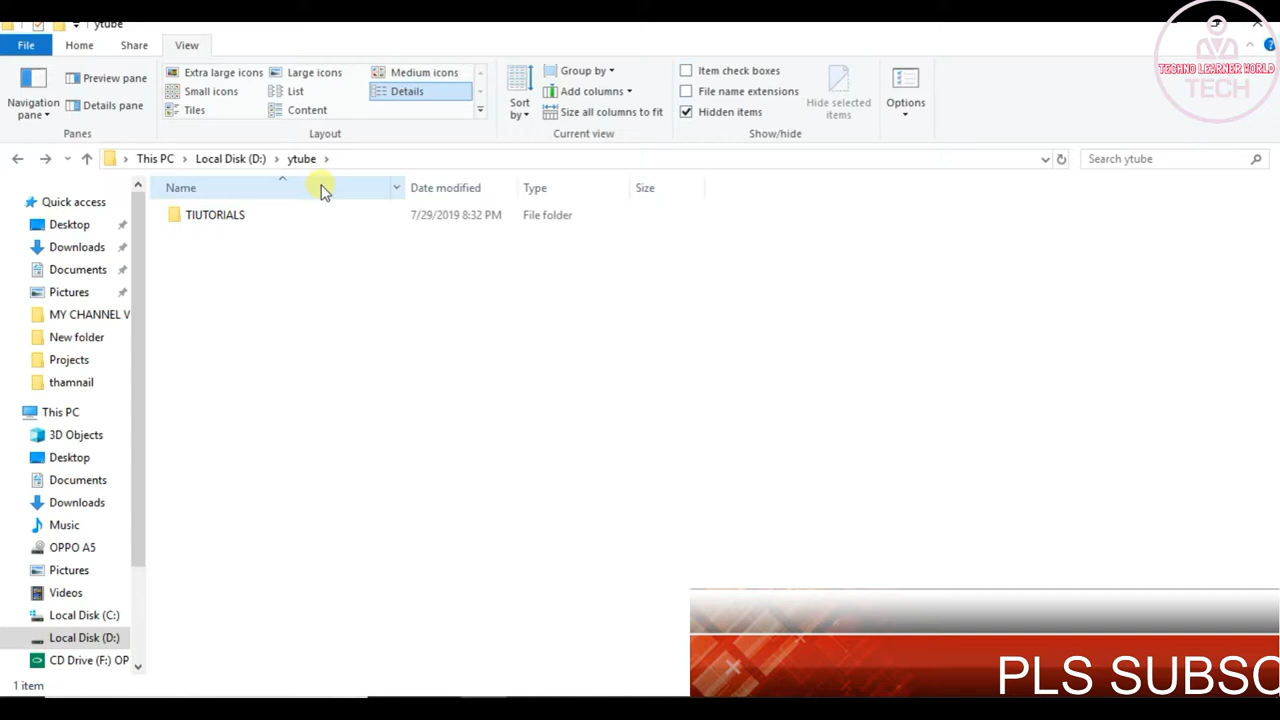 ytube
File Home Share View
Preview pane
Details pane
Navigation pane
Panes
Extra large icons Large icons Medium icons
Small icons List Details
Tiles Content
Layout
Sort by
Group by
Add columns
Size all columns to fit
Current view
Item check boxes
File name extensions
Hidden items
Hide selected items
Show/hide
Options
TECHNO LEARNER WORLD
TECH
This PC Local Disk (D:) ytube
Search ytube
Name Date modified Type Size
TIUTORIALS 7/29/2019 8:32 PM File folder
Quick access
Desktop
Downloads
Documents
Pictures
MY CHANNEL V
New folder
Projects
thamnail
This PC
3D Objects
Desktop
Documents
Downloads
Music
OPPO A5
Pictures
Videos
Local Disk (C:)
Local Disk (D:)
CD Drive (F:) OP
1 item
PLS SUBSC